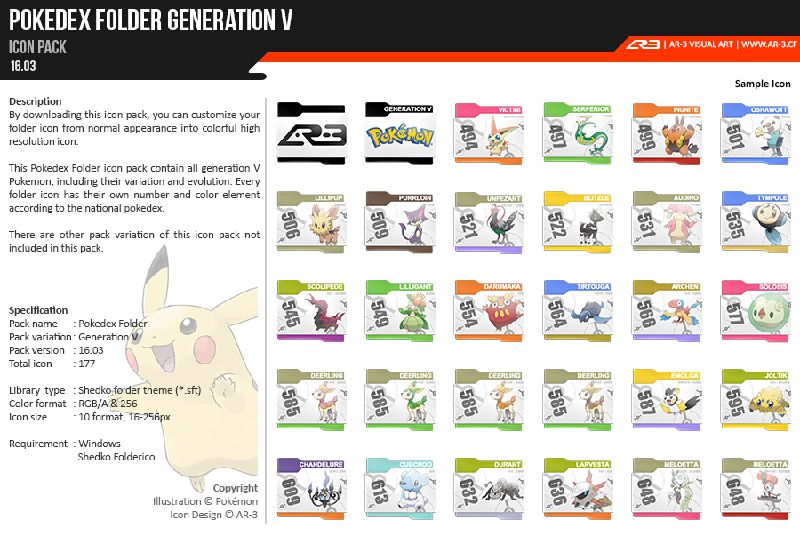 POKEDEX FOLDER GENERATION V
ICON PACK
16.03
AR-3 | AR-3 VISUAL ART | WWW.AR-3.CF
Sample Icon
Description
By downloading this icon pack, you can customize your
folder icon from normal appearance into colorful high
resolution icon.
This Pokedex Folder icon pack contain all generation V
Pokemon, including their variation and evolution. Every
folder icon has their own number and color element
according to the national pokedex.
There are other pack variation of this icon pack not
included in this pack.
Specification
Pack name : Pokedex Folder
Pack variation : Generation V
Pack version : 16.03
Total icon : 177
Library type : Shedko folder theme (*.sft)
Color format : RGB/A & 256
Icon size : 10 format, 16-256px
Requirement : Windows
Shedko Folderico
Copyright
Illustration © Pokémon
Icon Design © AR-3
AR-3
GENERATION V
POKéMON
VICTINI
494
SERPERIOR
497
PIGNITE
499
OSHAWOTT
501
LILLIPUP
506
PURRLOIN
509
UNFEZANT
521
BLITZLE
522
AUDINO
531
TYMPOLE
535
SCOLIPEDE
545
LILLIGANT
549
DARUMAKA
554
TIRTOUGA
564
ARCHEN
566
SOLOSIS
577
DEERLING
585
DEERLING
585
DEERLING
585
DEERLING
585
EMOLGA
587
JOLTIK
595
CHANDELURE
609
CUBCHOO
613
DURANT
632
LARVESTA
636
MELOETTA
648
MELOETTA
648